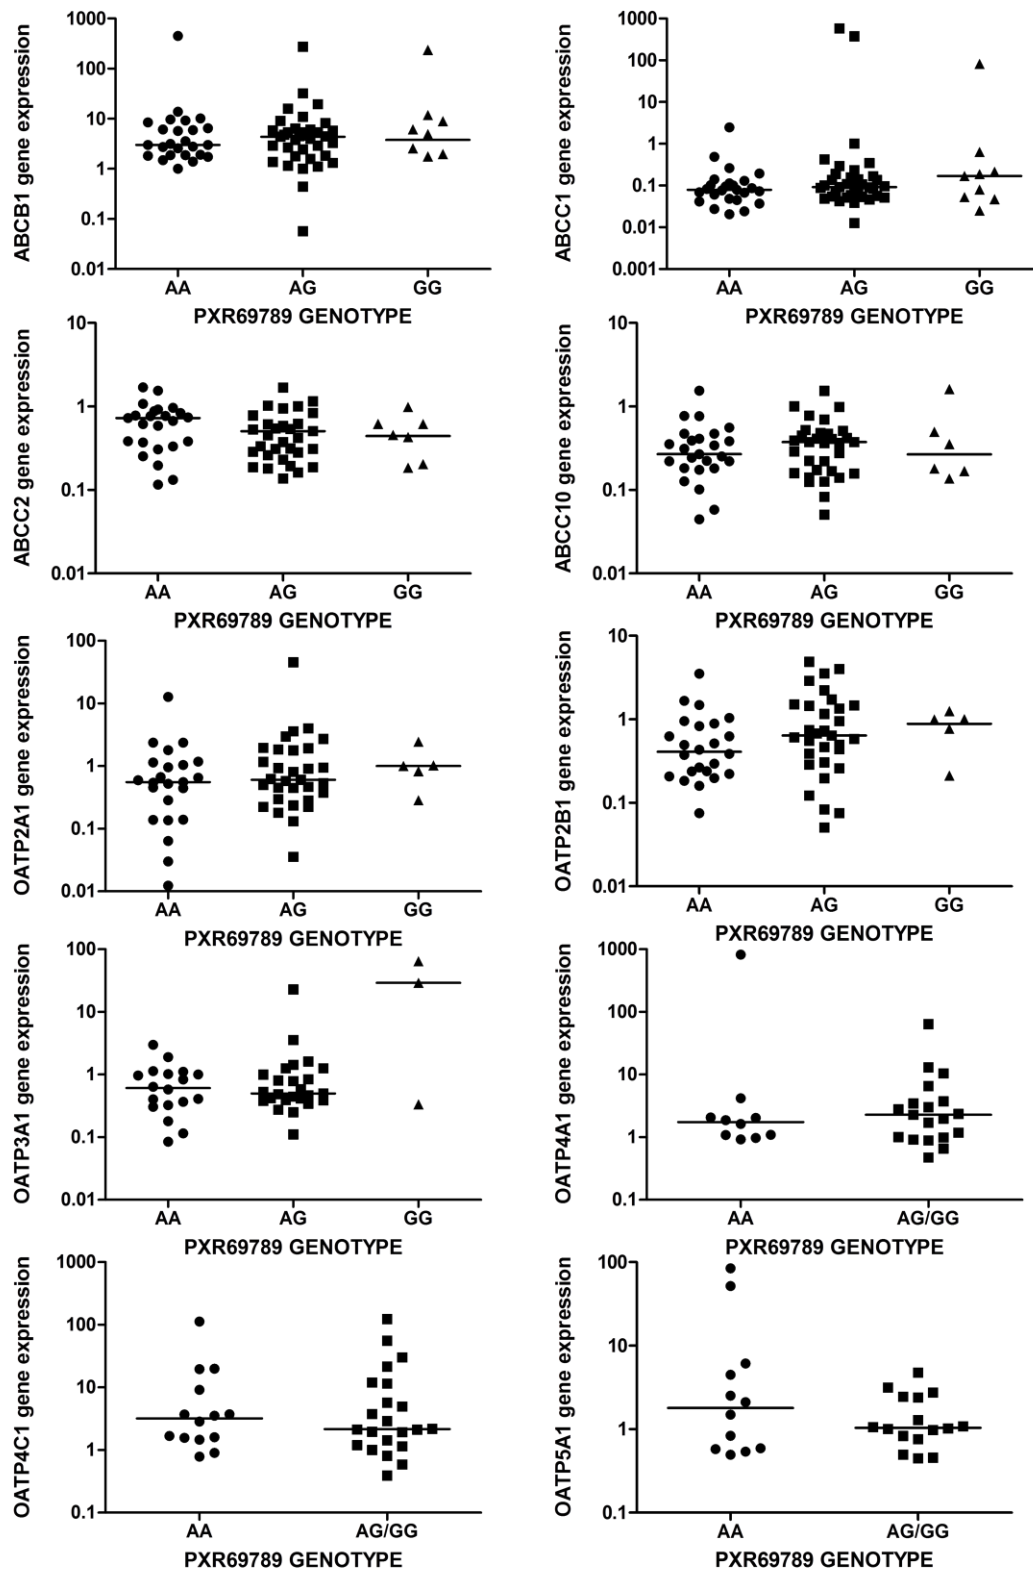 ABCB1 gene expression
1000
100
10
1
0.1
0.01
AA AG GG
PXR69789 GENOTYPE
ABCC1 gene expression
1000
100
10
1
0.1
0.01
0.001
AA AG GG
PXR69789 GENOTYPE
ABCC2 gene expression
10
1
0.1
0.01
AA AG GG
PXR69789 GENOTYPE
ABCC10 gene expression
10
1
0.1
0.01
AA AG GG
PXR69789 GENOTYPE
OATP2A1 gene expression
100
10
1
0.1
0.01
AA AG GG
PXR69789 GENOTYPE
OATP2B1 gene expression
10
1
0.1
0.01
AA AG GG
PXR69789 GENOTYPE
OATP3A1 gene expression
100
10
1
0.1
0.01
AA AG GG
PXR69789 GENOTYPE
OATP4A1 gene expression
1000
100
10
1
0.1
AA AG/GG
PXR69789 GENOTYPE
OATP4C1 gene expression
1000
100
10
1
0.1
AA AG/GG
PXR69789 GENOTYPE
OATP5A1 gene expression
100
10
1
0.1
AA AG/GG
PXR69789 GENOTYPE